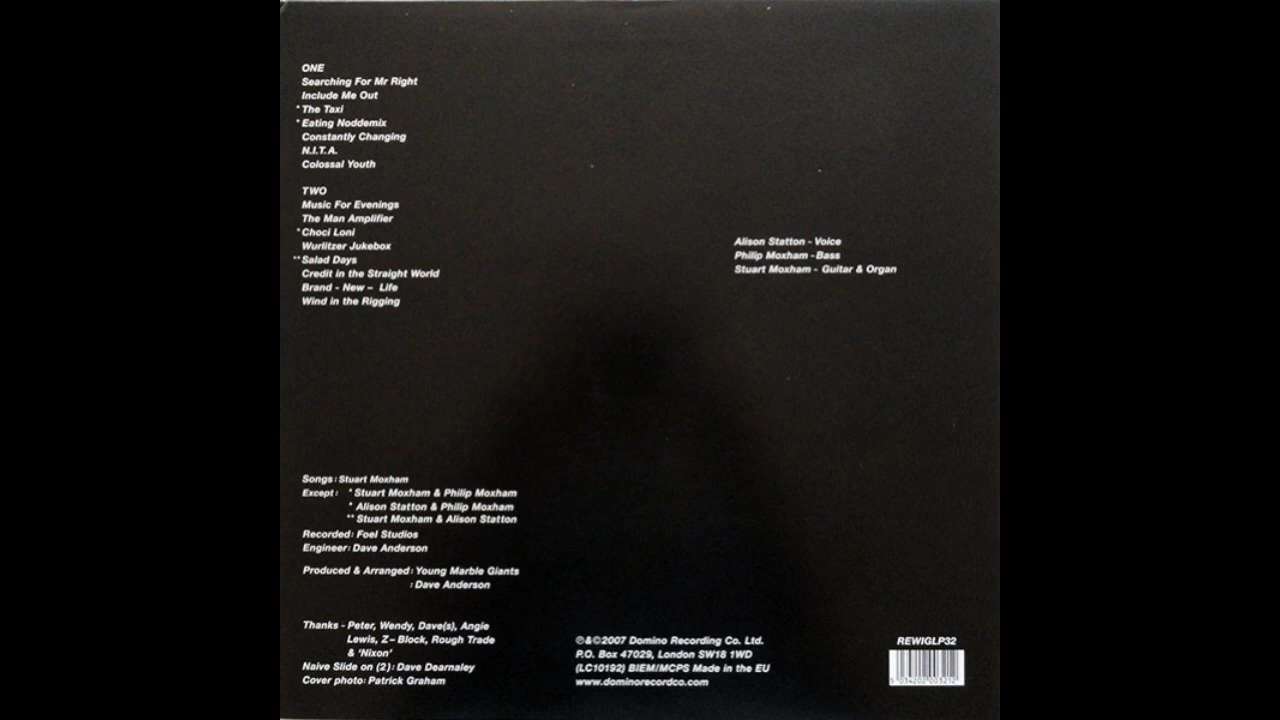 ONE
Searching For Mr Right
Include Me Out
* The Taxi
* Eating Noddemix
Constantly Changing
N.I.T.A.
Colossal Youth
TWO
Music For Evenings
The Man Amplifier
* Choci Loni
Wurlitzer Jukebox
** Salad Days
Credit in the Straight World
Brand - New – Life
Wind in the Rigging
Alison Statton - Voice
Philip Moxham - Bass
Stuart Moxham - Guitar & Organ
Songs : Stuart Moxham
Except : * Stuart Moxham & Philip Moxham
* Alison Statton & Philip Moxham
** Stuart Moxham & Alison Statton
Recorded : Foel Studios
Engineer : Dave Anderson
Produced & Arranged : Young Marble Giants
: Dave Anderson
Thanks - Peter, Wendy, Dave(s), Angie
Lewis, Z – Block, Rough Trade
& ‘Nixon’
Naive Slide on (2) : Dave Dearnaley
Cover photo : Patrick Graham
℗&©2007 Domino Recording Co. Ltd.
P.O. Box 47029, London SW18 1WD
(LC10192) BIEM/MCPS Made in the EU
www.dominorecordco.com
REWIGLP32
5 034202 003212